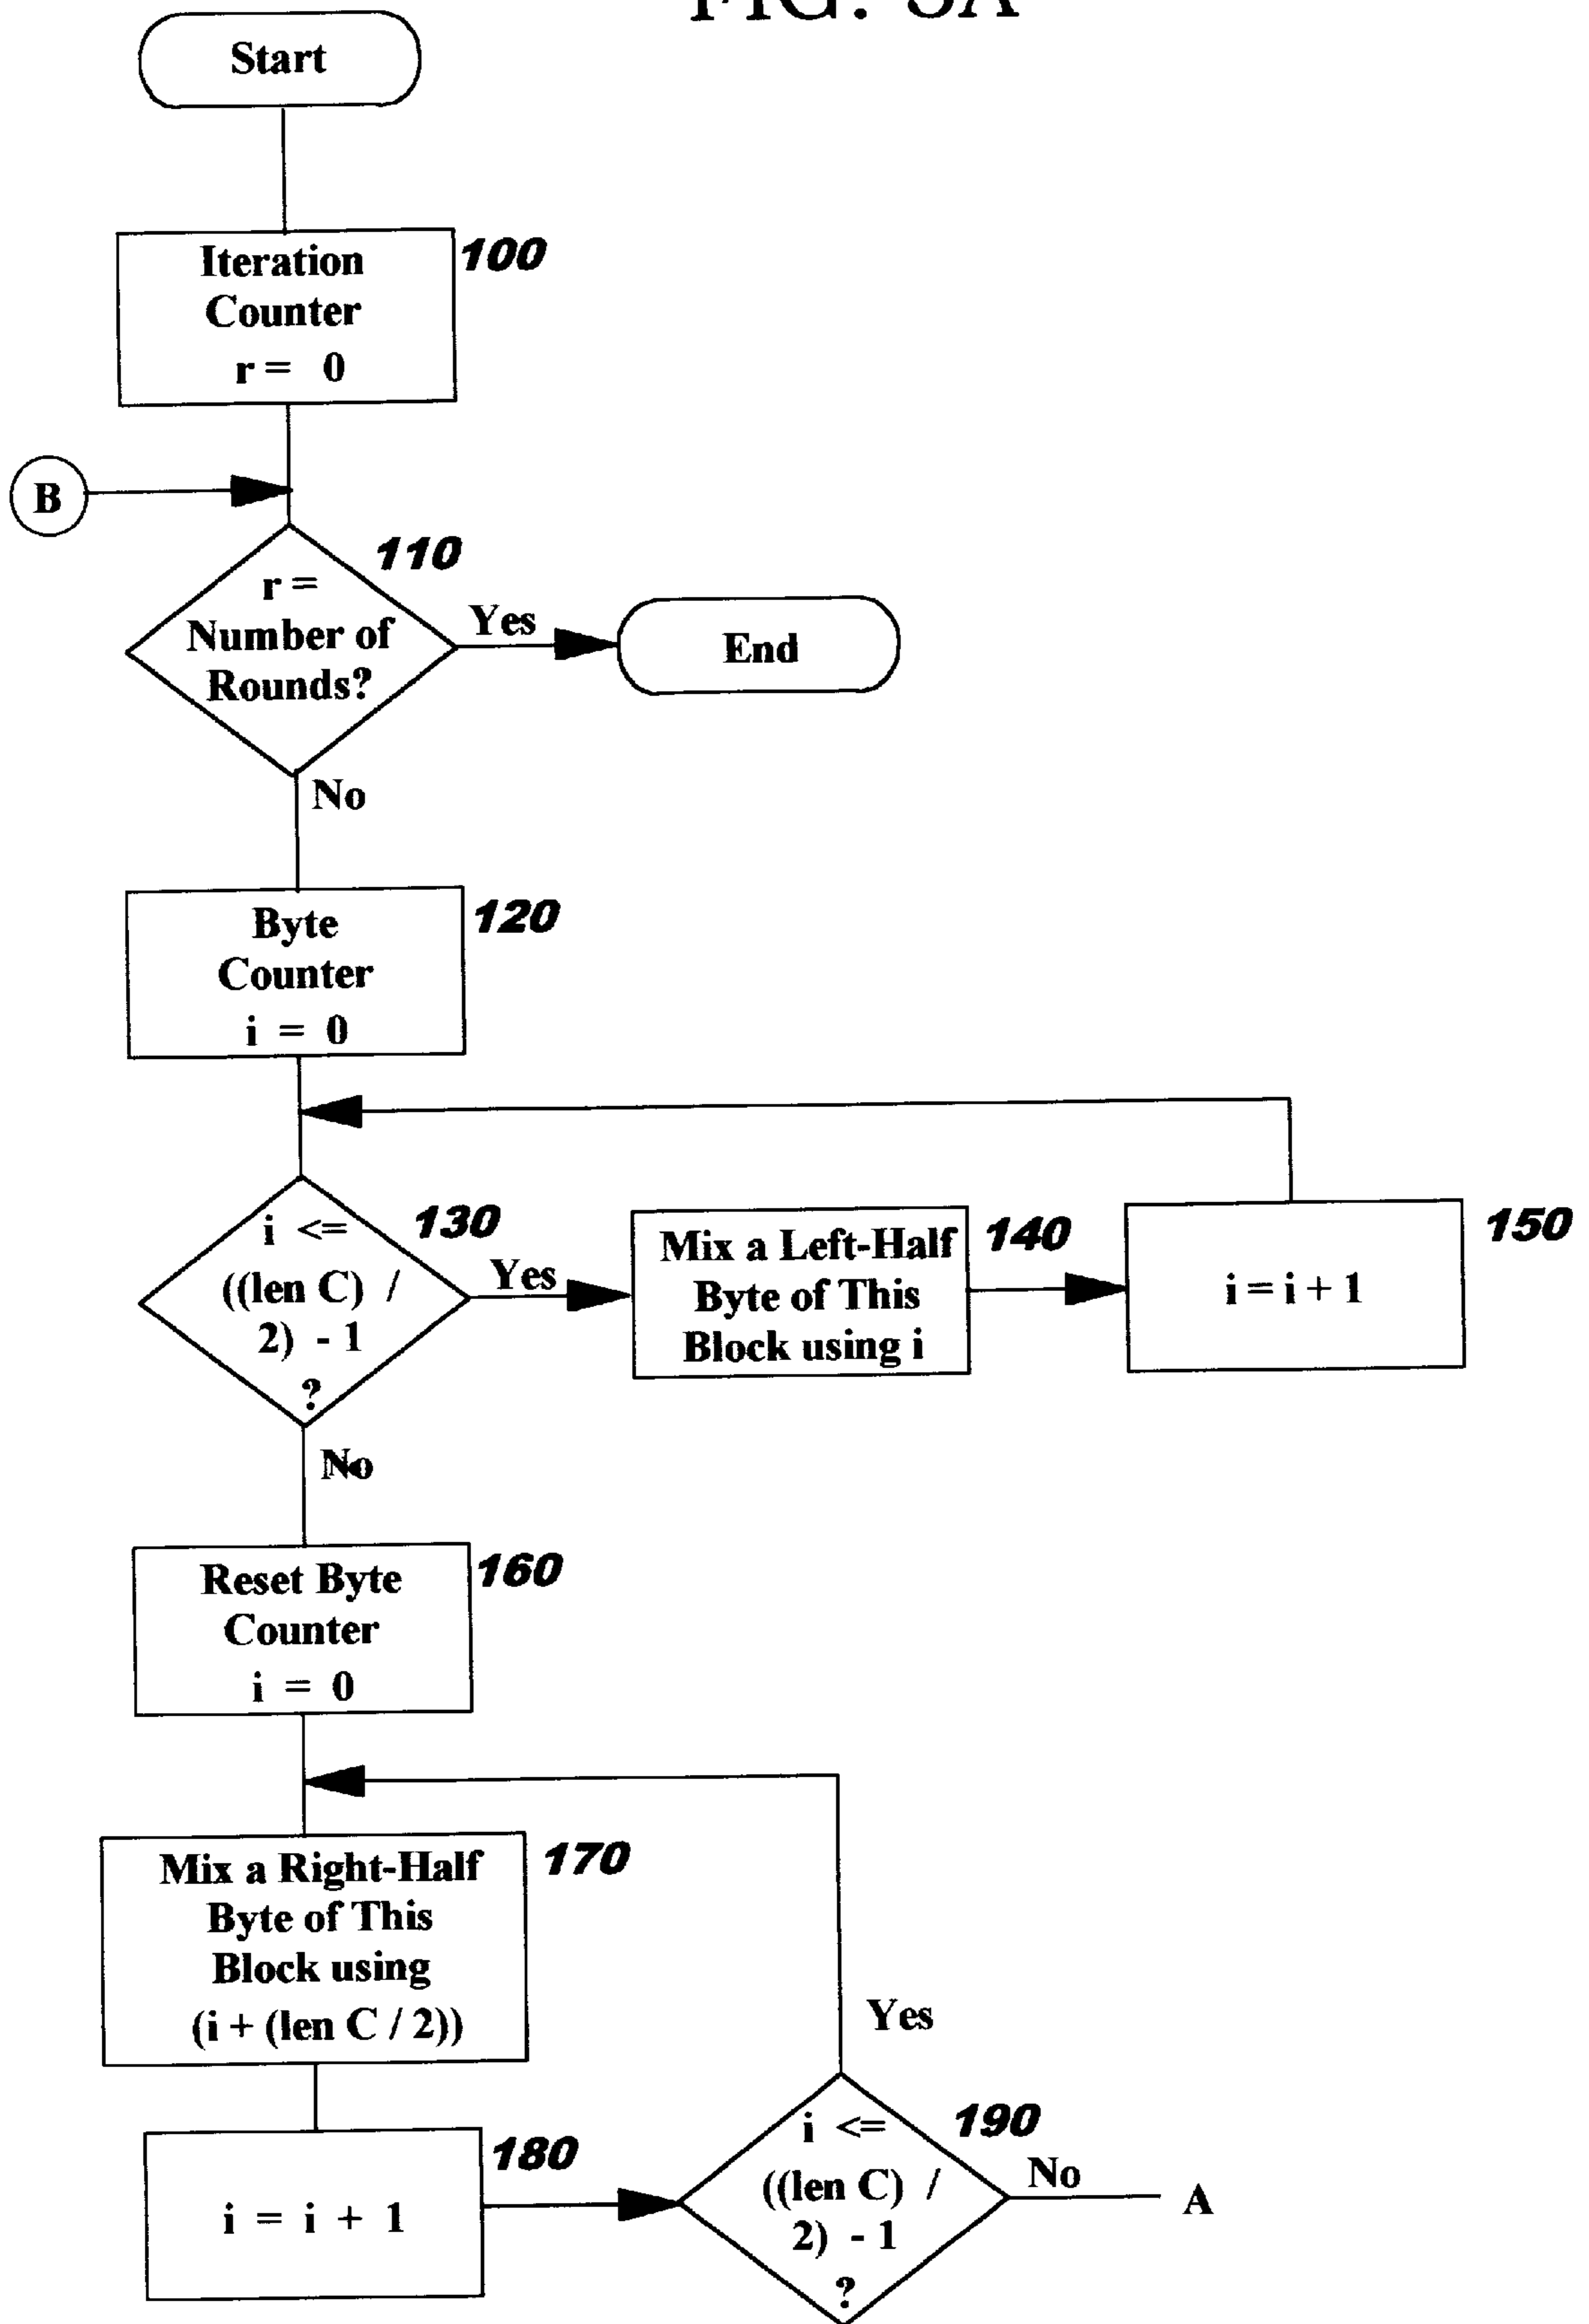 FIG. 3A
Start
Iteration
Counter
r = 0
100
B
r =
Number of
Rounds?
110
Yes
End
No
Byte
Counter
i = 0
120
i <=
((len C) /
2) - 1
?
130
Yes
Mix a Left-Half
Byte of This
Block using i
140
i = i + 1
150
No
Reset Byte
Counter
i = 0
160
Mix a Right-Half
Byte of This
Block using
(i + (len C / 2))
170
i = i + 1
180
Yes
i <=
((len C) /
2) - 1
?
190
No
A